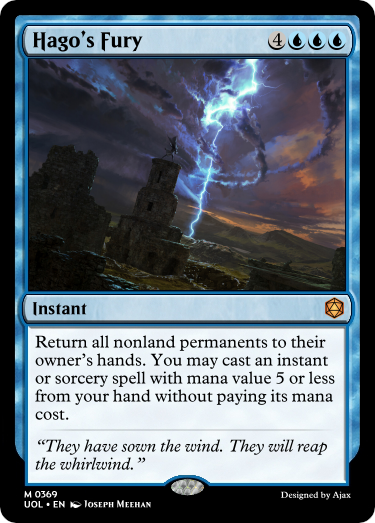 Hago's Fury 4
Instant
Return all nonland permanents to their
owner's hands. You may cast an instant
or sorcery spell with mana value 5 or less
from your hand without paying its mana
cost.
"They have sown the wind. They will reap
the whirlwind."
M 0369
UOL • EN Joseph Meehan
Designed by Ajax